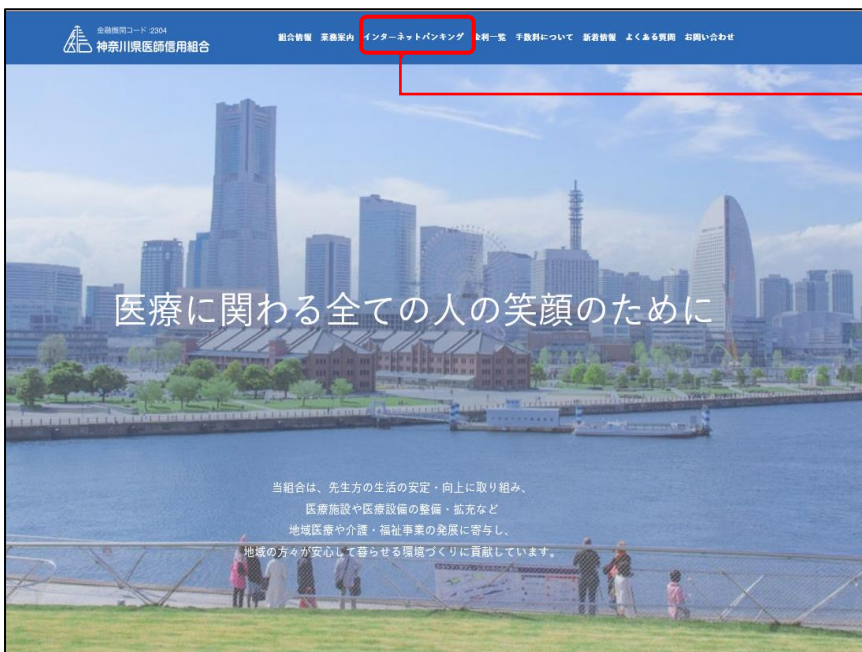 金融機関コード:2304
神奈川県医師信用組合
組合情報 業務案内 インターネットバンキング 金利一覧 手数料について 新着情報 よくある質問 お問い合わせ
医療に関わる全ての人の笑顔のために
当組合は、先生方の生活の安定・向上に取り組み、
医療施設や医療設備の整備・拡充など
地域医療や介護・福祉事業の発展に寄与し、
地域の方々が安心して暮らせる環境づくりに貢献しています。